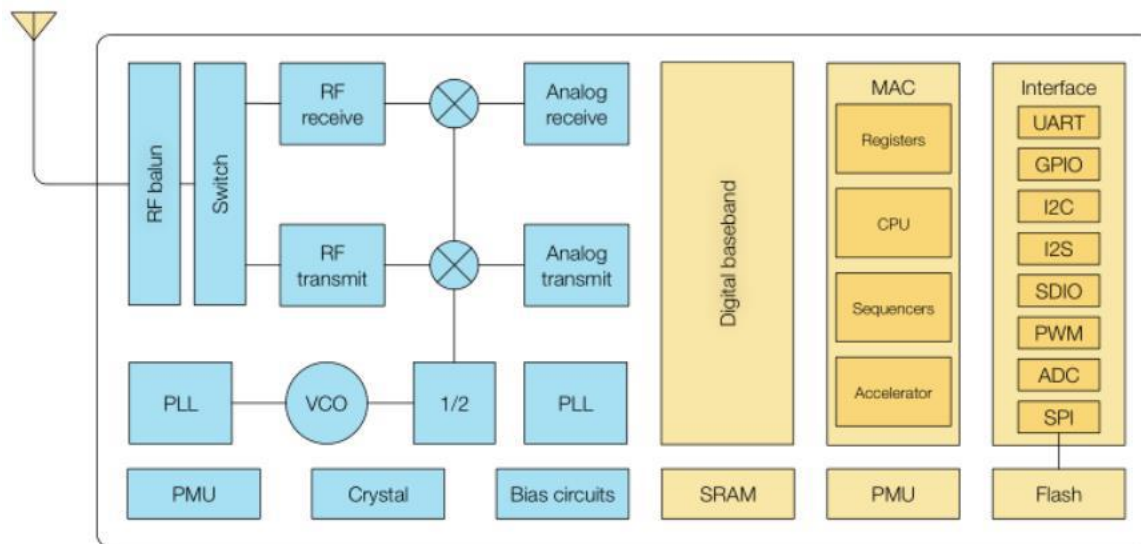 RF balun
Switch
RF
receive
Analog
receive
RF
transmit
Analog
transmit
PLL
VCO
1/2
PLL
PMU
Crystal
Bias circuits
Digital baseband
SRAM
MAC
Registers
CPU
Sequencers
Accelerator
PMU
Interface
UART
GPIO
I2C
I2S
SDIO
PWM
ADC
SPI
Flash